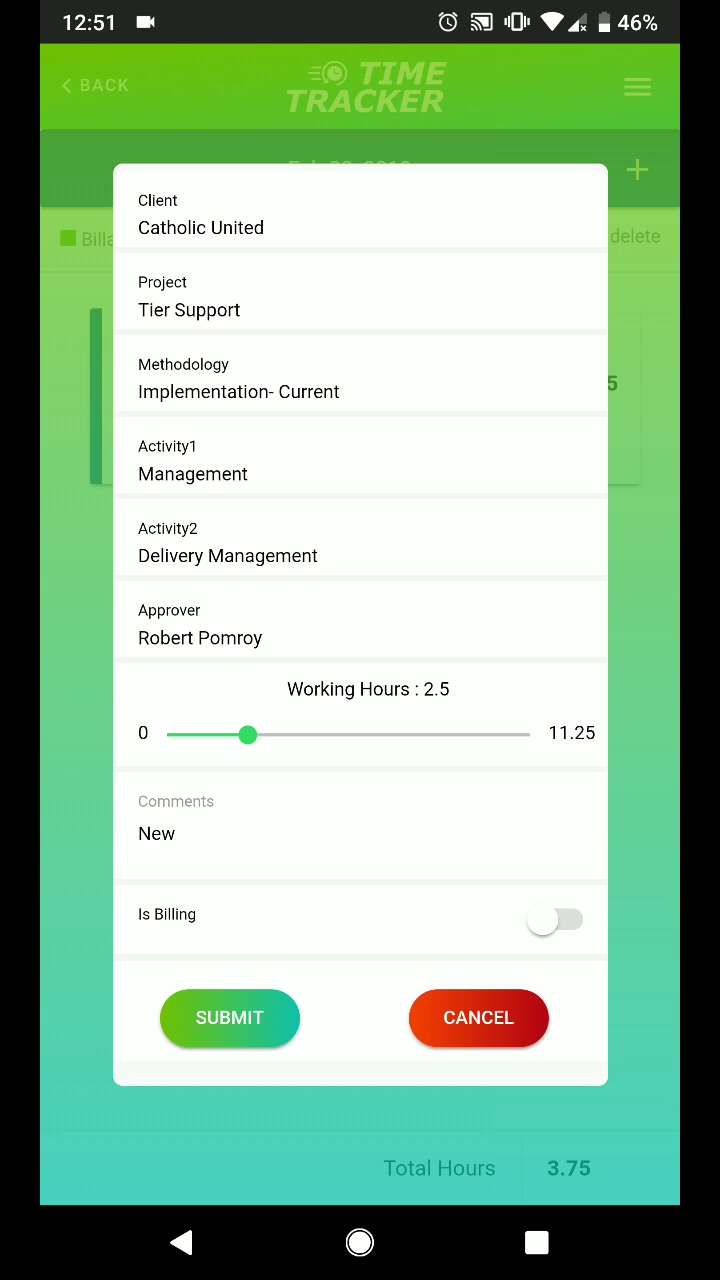 12:51
46%
BACK
TIME
TRACKER
Client
Catholic United
delete
Project
Tier Support
Methodology
Implementation- Current
5
Activity1
Management
Activity2
Delivery Management
Approver
Robert Pomroy
Working Hours : 2.5
0
11.25
Comments
New
Is Billing
SUBMIT
CANCEL
Total Hours
3.75